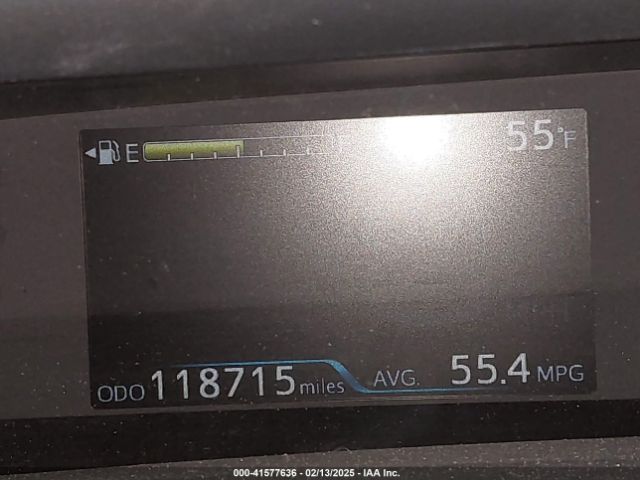 E 55°F
ODO 118715 miles AVG. 55.4 MPG
000-41577636 - 02/13/2025 - IAA Inc.